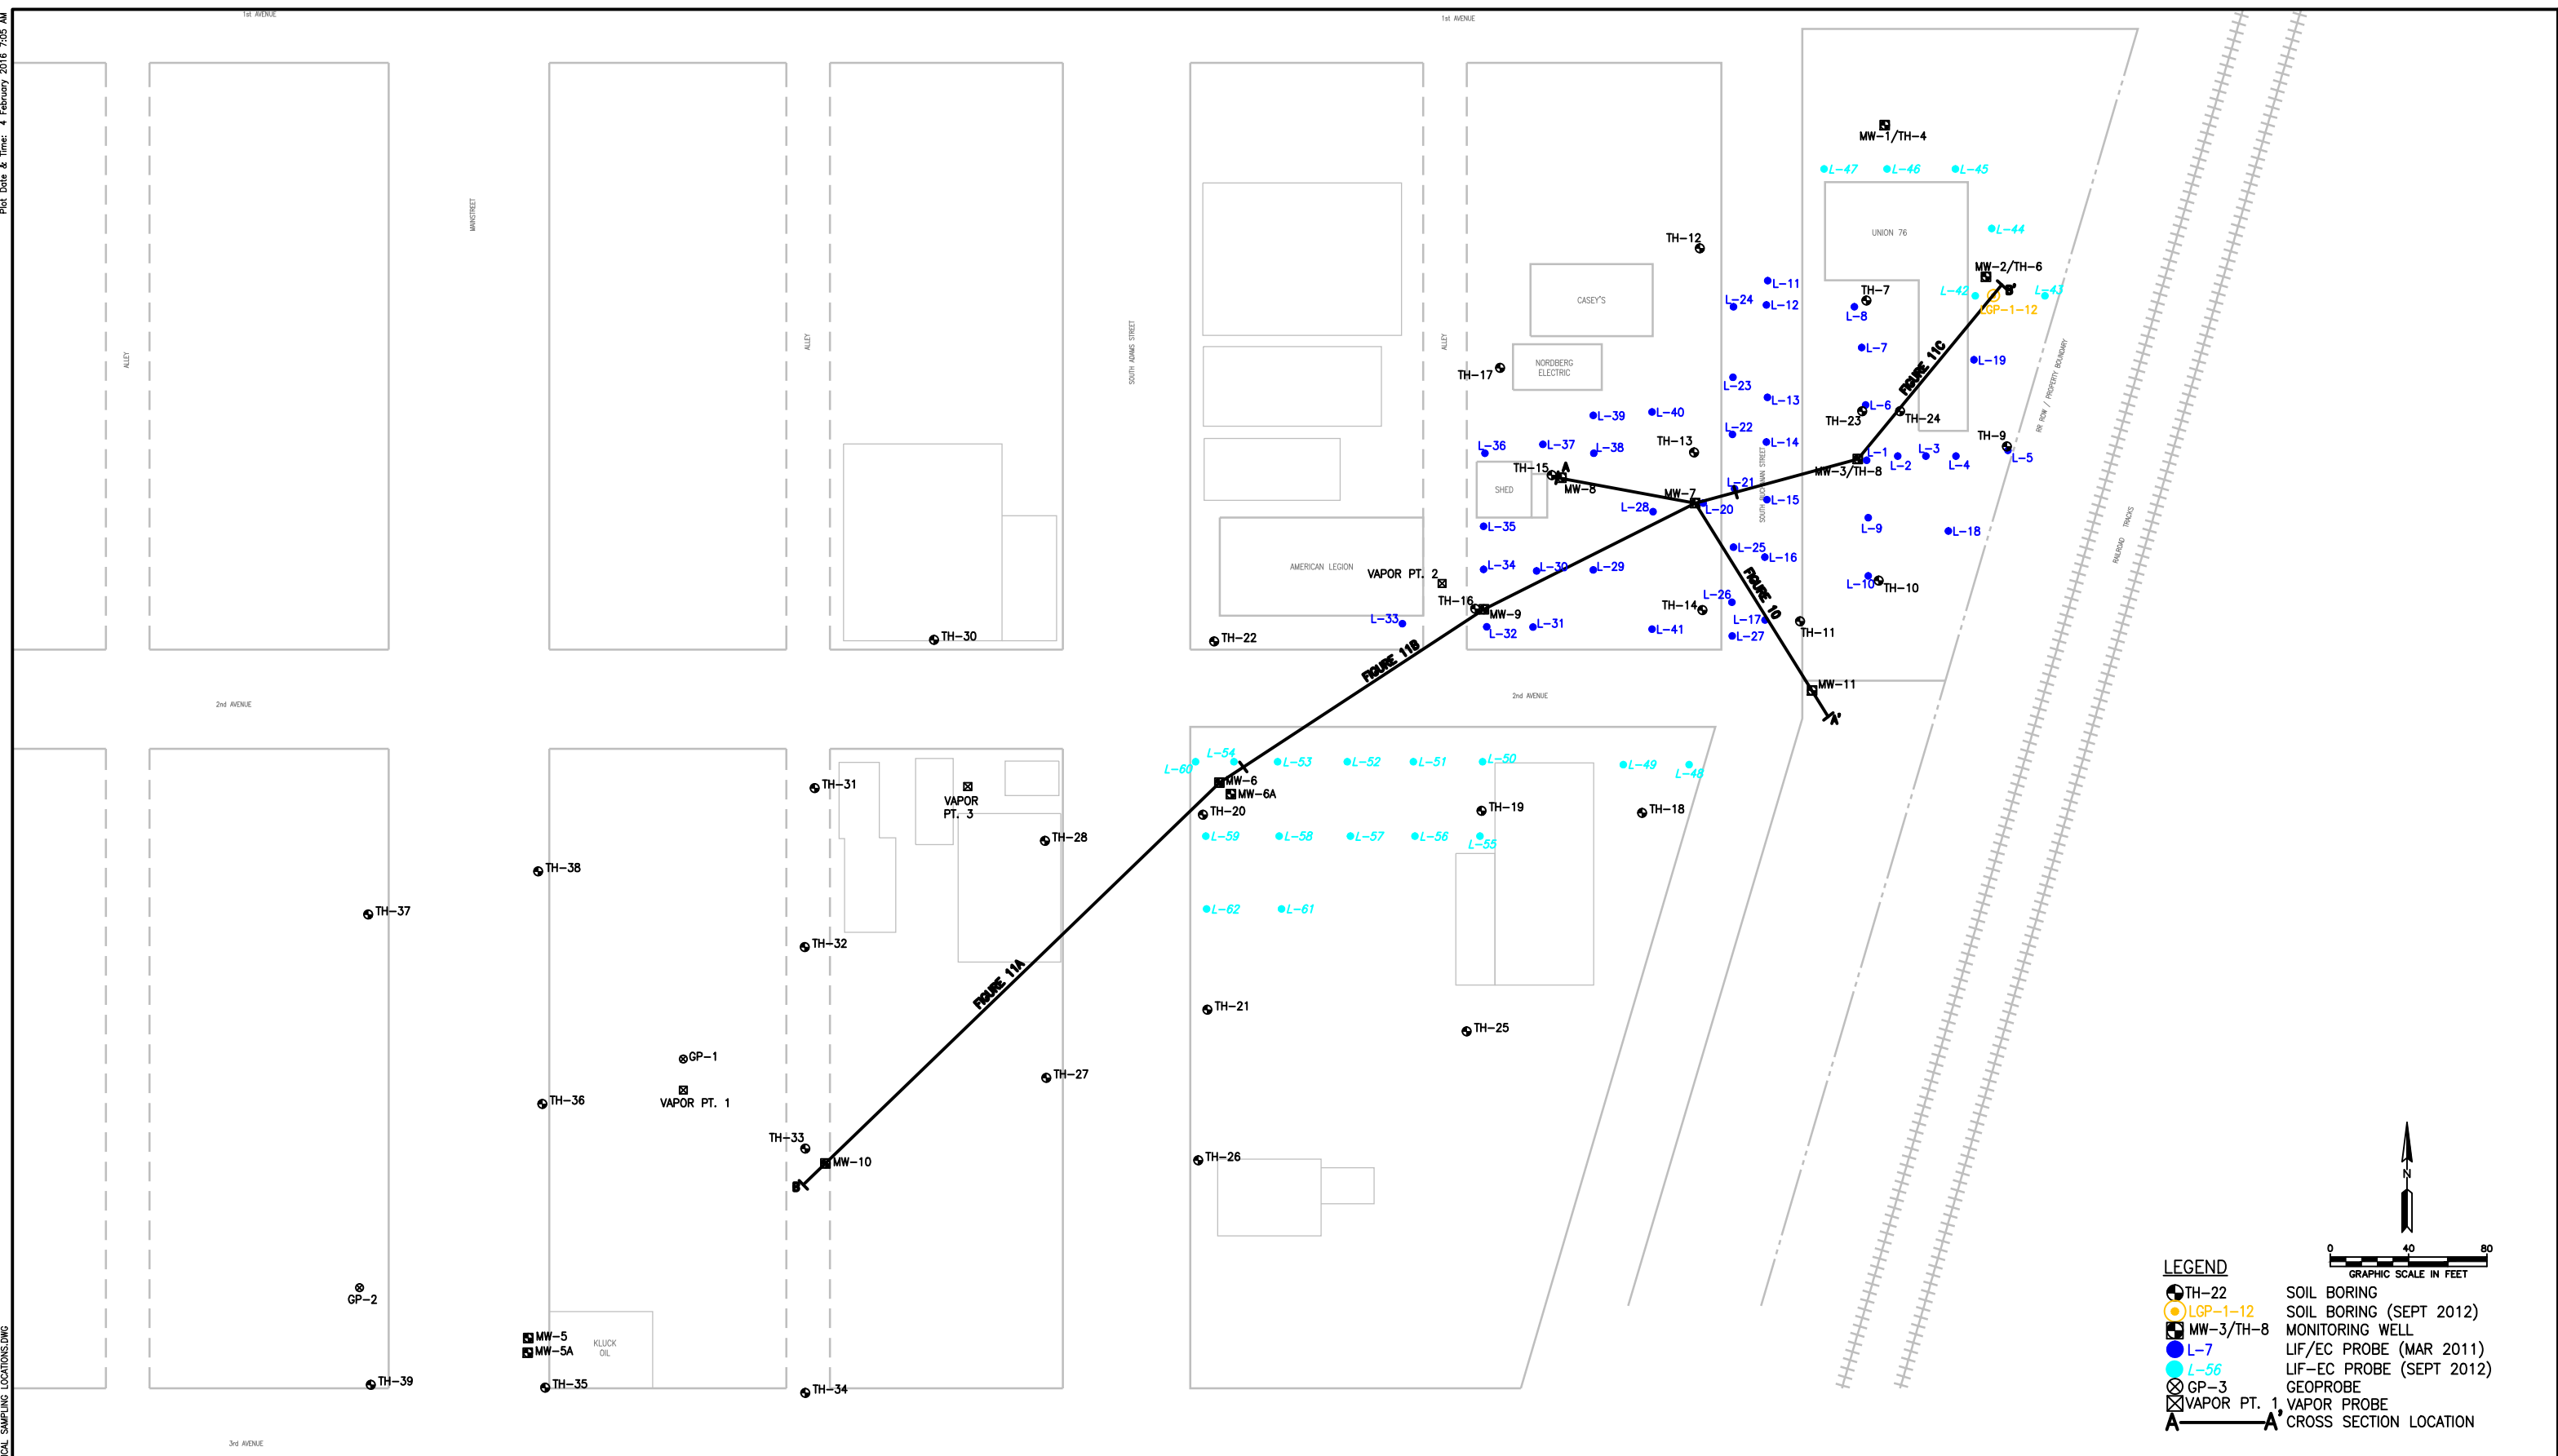 Plot Date & Time: 4 February 2016 7:05 AM
ICAL SAMPLING LOCATIONS.DWG
1st AVENUE
1st AVENUE
MAINSTREET
ALLEY
ALLEY
SOUTH ADAMS STREET
ALLEY
SOUTH BUCHANAN STREET
RR ROW / PROPERTY BOUNDARY
RAILROAD TRACKS
MW-1/TH-4
L-47
L-46
L-45
UNION 76
L-44
TH-12
MW-2/TH-6
B'
L-42
L-43
LGP-1-12
CASEY'S
L-11
L-24
L-12
TH-7
L-8
L-7
FIGURE 11C
L-19
NORDBERG
ELECTRIC
TH-17
L-23
L-13
L-6
TH-23
TH-24
L-39
L-40
L-22
L-14
TH-9
L-36
L-37
L-38
TH-13
L-1
L-2
L-3
L-4
L-5
MW-3/TH-8
TH-15
A
MW-8
SHED
MW-7
L-21
L-20
L-15
L-28
L-9
L-18
L-35
L-25
L-16
AMERICAN LEGION
VAPOR PT. 2
L-34
L-30
L-29
FIGURE 10
L-10
TH-10
TH-16
MW-9
TH-14
L-26
L-17
L-27
TH-11
L-33
L-32
L-31
L-41
TH-30
TH-22
FIGURE 11B
MW-11
A'
2nd AVENUE
2nd AVENUE
L-60
L-54
L-53
L-52
L-51
L-50
L-49
L-48
TH-31
VAPOR
PT. 3
MW-6
MW-6A
TH-20
TH-19
TH-18
TH-28
L-59
L-58
L-57
L-56
L-55
TH-38
TH-37
L-62
L-61
TH-32
FIGURE 11A
TH-21
TH-25
GP-1
VAPOR PT. 1
TH-27
TH-36
TH-33
MW-10
B
TH-26
GP-2
MW-5
MW-5A
KLUCK
OIL
TH-39
TH-35
TH-34
3rd AVENUE
N
0 40 80
GRAPHIC SCALE IN FEET
LEGEND
TH-22 SOIL BORING
LGP-1-12 SOIL BORING (SEPT 2012)
MW-3/TH-8 MONITORING WELL
L-7 LIF/EC PROBE (MAR 2011)
L-56 LIF-EC PROBE (SEPT 2012)
GP-3 GEOPROBE
VAPOR PT. 1 VAPOR PROBE
A A' CROSS SECTION LOCATION